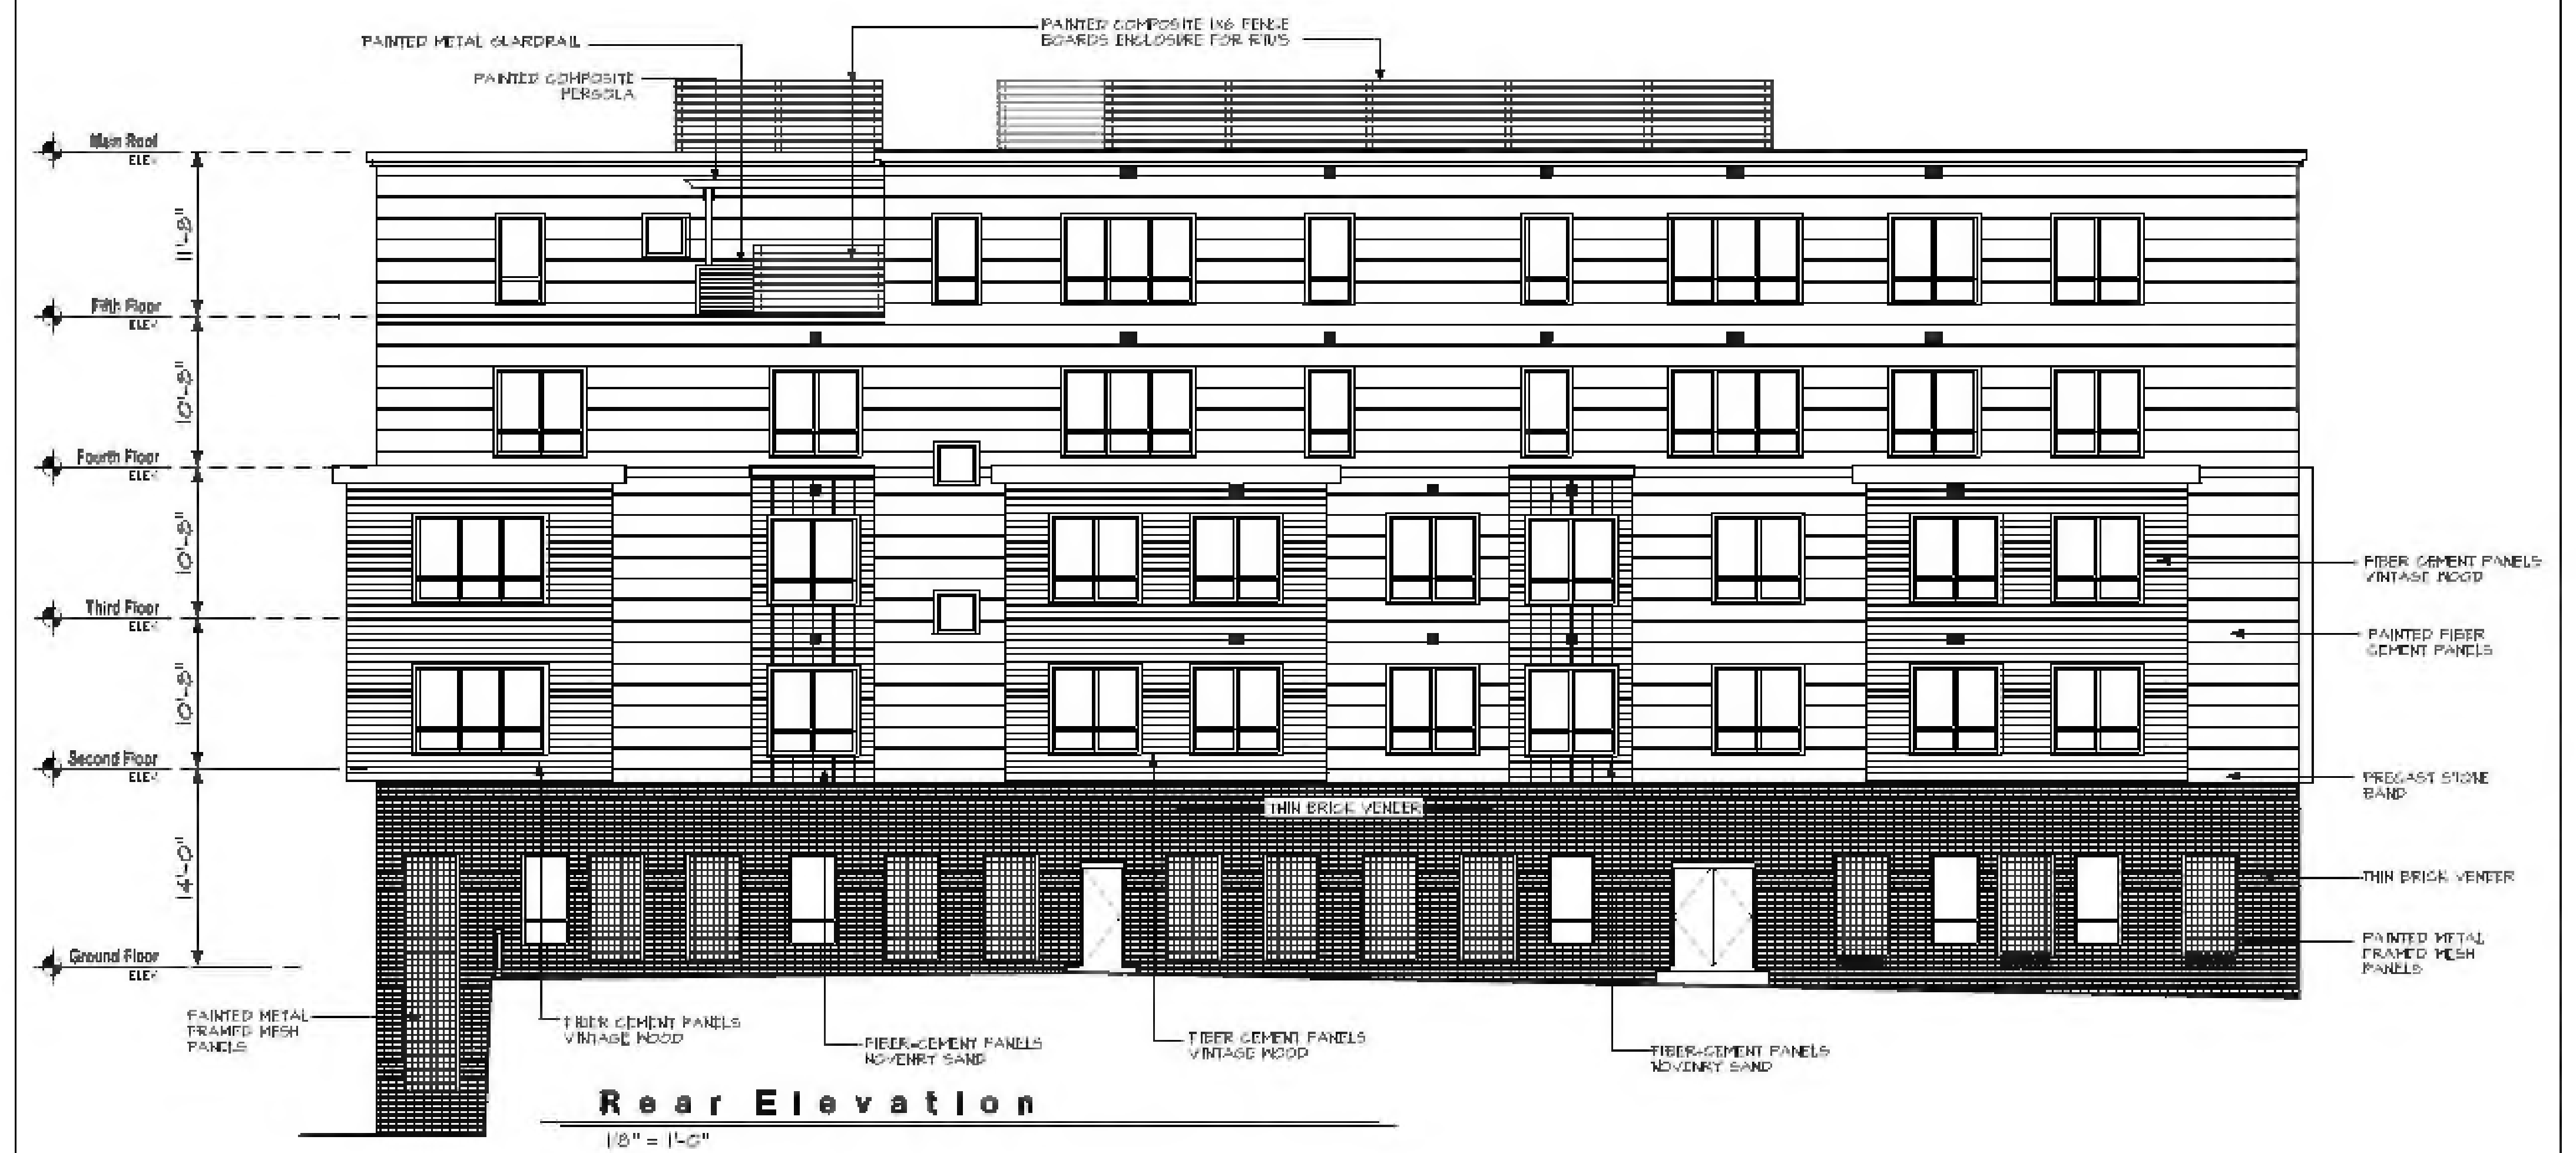 PAINTED METAL GUARDRAIL
PAINTED COMPOSITE 1X6 FENCE
BOARDS ENCLOSURE FOR RTU'S
PAINTED COMPOSITE
PERGOLA
Main Roof
ELEV
11'-8"
Fifth Floor
ELEV
10'-8"
Fourth Floor
ELEV
10'-8"
Third Floor
ELEV
10'-8"
Second Floor
ELEV
14'-0"
Ground Floor
ELEV
FIBER CEMENT PANELS
VINTAGE WOOD
PAINTED FIBER
CEMENT PANELS
PRECAST STONE
BAND
THIN BRICK VENEER
THIN BRICK VENEER
PAINTED METAL
FRAMED MESH
PANELS
PAINTED METAL
FRAMED MESH
PANELS
FIBER CEMENT PANELS
VINTAGE WOOD
FIBER-CEMENT PANELS
NOVENRY SAND
FIBER CEMENT PANELS
VINTAGE WOOD
FIBER-CEMENT PANELS
NOVENRY SAND
Rear Elevation
1/8" = 1'-0"